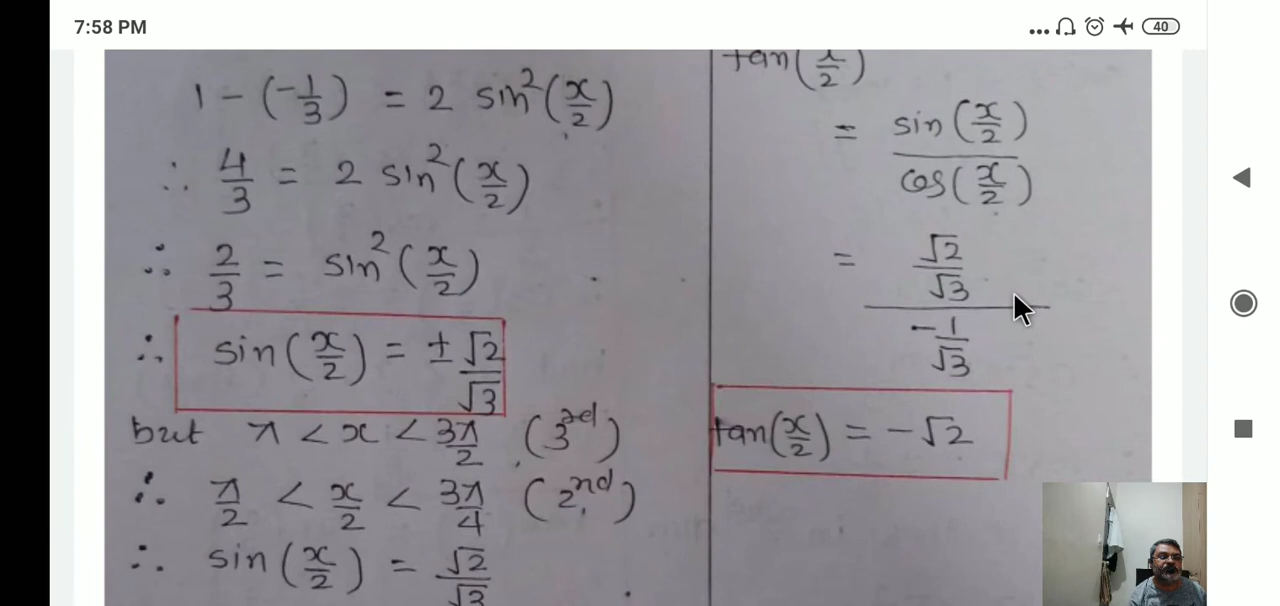 7:58 PM
40
1 - (-1/3) = 2 sin²(x/2)
∴ 4/3 = 2 sin²(x/2)
∴ 2/3 = sin²(x/2)
∴ sin(x/2) = ± √2/√3
but π < x < 3π/2 (3rd)
∴ π/2 < x/2 < 3π/4 (2nd)
∴ sin(x/2) = √2/√3
tan(x/2)
= sin(x/2)/cos(x/2)
= (√2/√3)/(-1/√3)
tan(x/2) = -√2